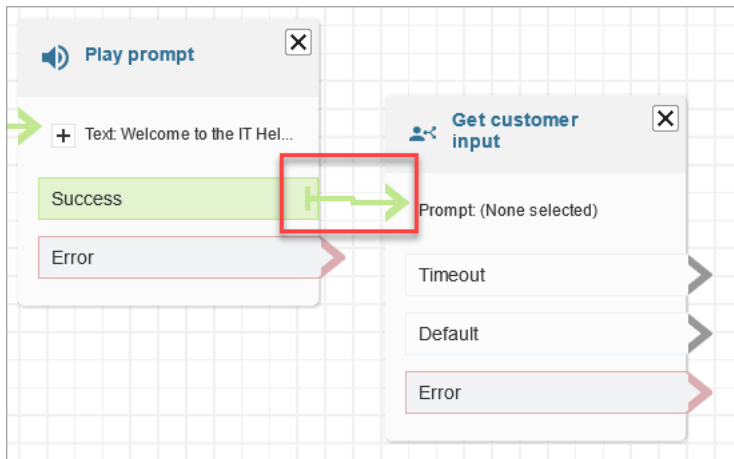 Play prompt
Text: Welcome to the IT Hel...
Success
Error
Get customer
input
Prompt: (None selected)
Timeout
Default
Error